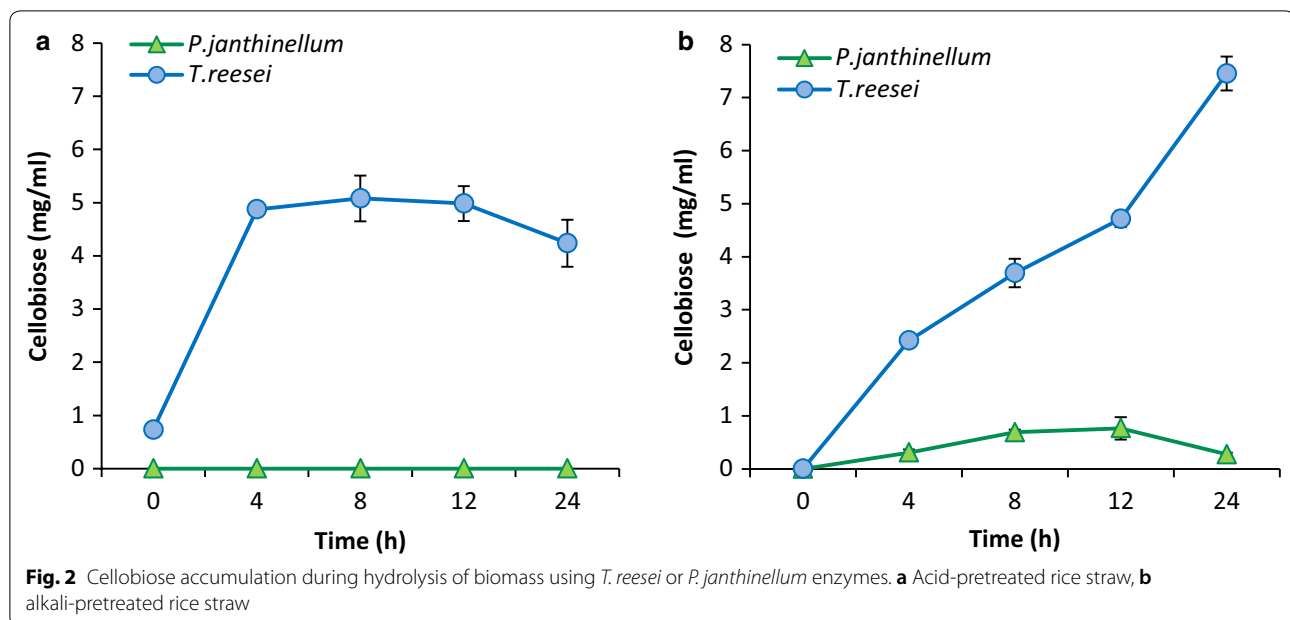 a
P.janthinellum
T.reesei
8
7
6
5
4
3
2
1
0
Cellobiose (mg/ml)
0 4 8 12 24
Time (h)
b
P.janthinellum
T.reesei
8
7
6
5
4
3
2
1
0
Cellobiose (mg/ml)
0 4 8 12 24
Time (h)
Fig. 2 Cellobiose accumulation during hydrolysis of biomass using T. reesei or P. janthinellum enzymes. a Acid-pretreated rice straw, b
alkali-pretreated rice straw